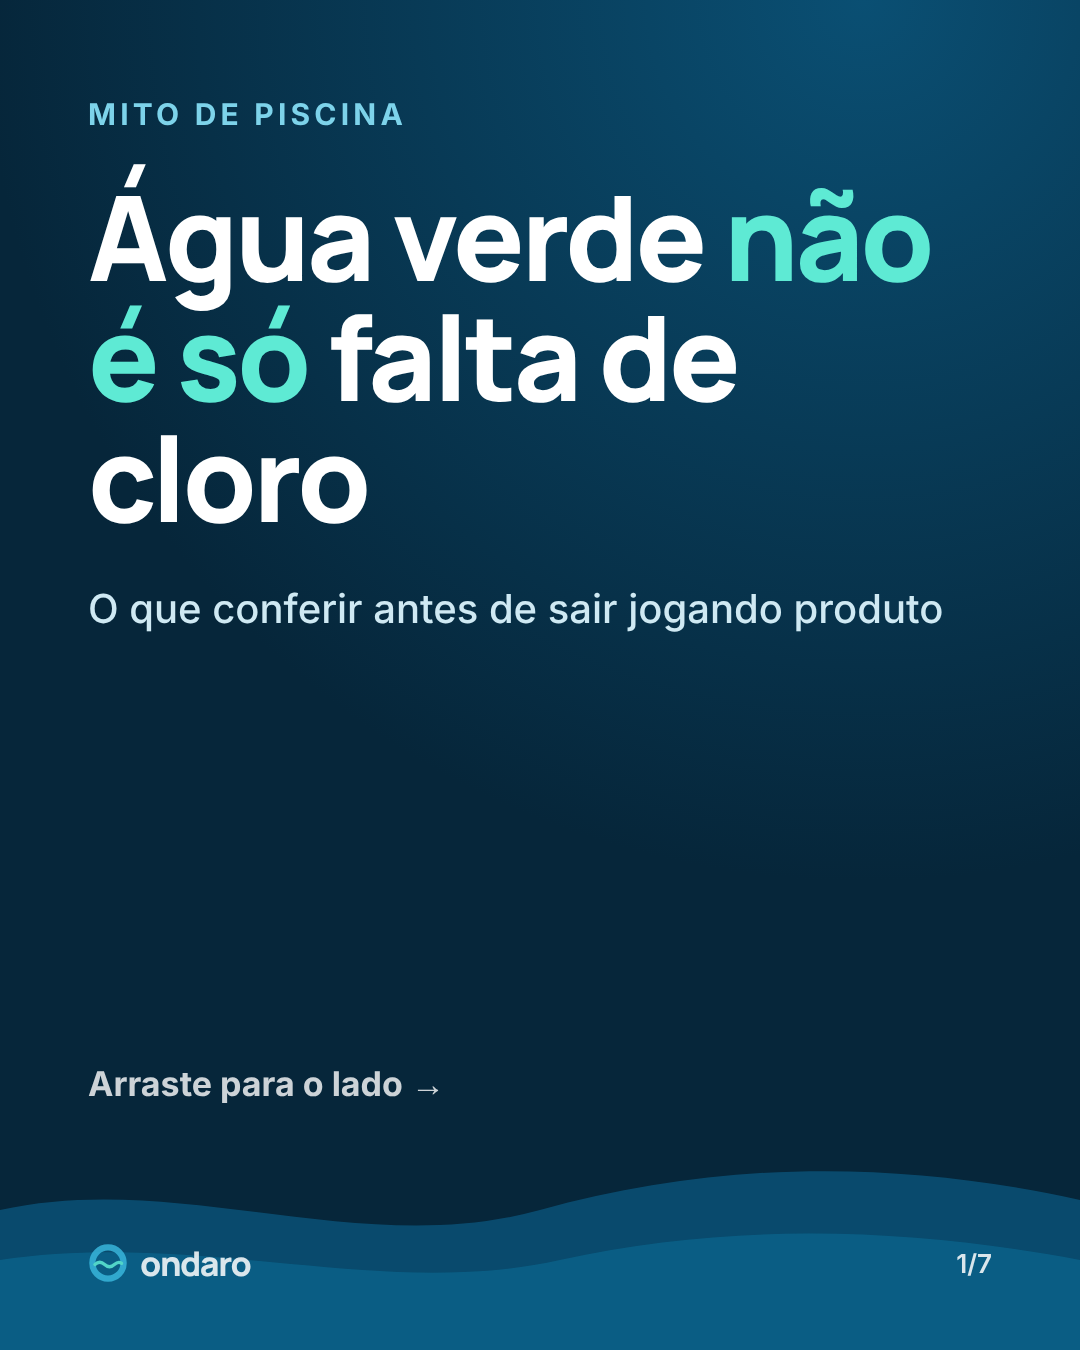 MITO DE PISCINA
Água verde não
é só falta de
cloro
O que conferir antes de sair jogando produto
Arraste para o lado →
ondaro
1/7